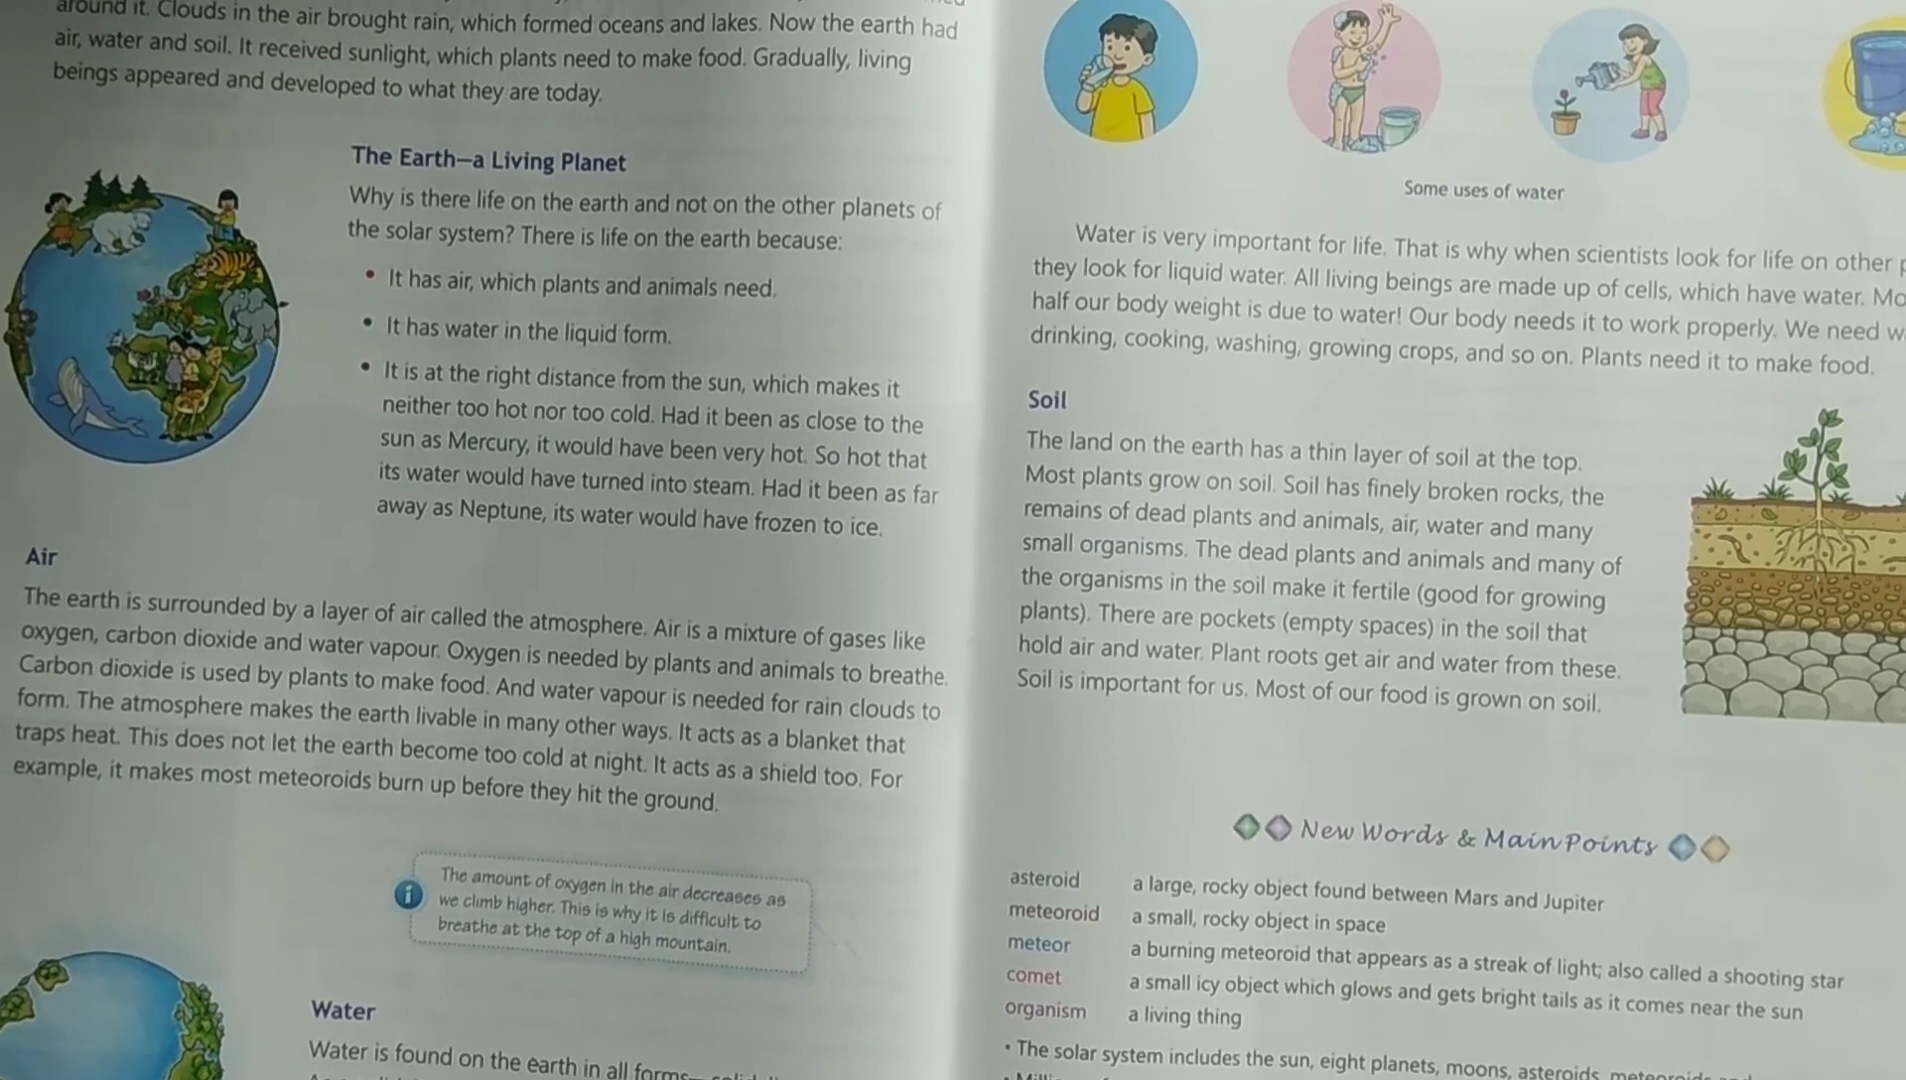 around it. Clouds in the air brought rain, which formed oceans and lakes. Now the earth had
air, water and soil. It received sunlight, which plants need to make food. Gradually, living
beings appeared and developed to what they are today.
The Earth—a Living Planet
Why is there life on the earth and not on the other planets of
the solar system? There is life on the earth because:
• It has air, which plants and animals need.
• It has water in the liquid form.
• It is at the right distance from the sun, which makes it
neither too hot nor too cold. Had it been as close to the
sun as Mercury, it would have been very hot. So hot that
its water would have turned into steam. Had it been as far
away as Neptune, its water would have frozen to ice.
Air
The earth is surrounded by a layer of air called the atmosphere. Air is a mixture of gases like
oxygen, carbon dioxide and water vapour. Oxygen is needed by plants and animals to breathe.
Carbon dioxide is used by plants to make food. And water vapour is needed for rain clouds to
form. The atmosphere makes the earth livable in many other ways. It acts as a blanket that
traps heat. This does not let the earth become too cold at night. It acts as a shield too. For
example, it makes most meteoroids burn up before they hit the ground.
i
The amount of oxygen in the air decreases as
we climb higher. This is why it is difficult to
breathe at the top of a high mountain.
Water
Water is found on the earth in all forms—
Some uses of water
Water is very important for life. That is why when scientists look for life on other
they look for liquid water. All living beings are made up of cells, which have water.
half our body weight is due to water! Our body needs it to work properly. We need
drinking, cooking, washing, growing crops, and so on. Plants need it to make food.
Soil
The land on the earth has a thin layer of soil at the top.
Most plants grow on soil. Soil has finely broken rocks, the
remains of dead plants and animals, air, water and many
small organisms. The dead plants and animals and many of
the organisms in the soil make it fertile (good for growing
plants). There are pockets (empty spaces) in the soil that
hold air and water. Plant roots get air and water from these.
Soil is important for us. Most of our food is grown on soil.
New Words & Main Points
asteroid a large, rocky object found between Mars and Jupiter
meteoroid a small, rocky object in space
meteor a burning meteoroid that appears as a streak of light; also called a shooting star
comet a small icy object which glows and gets bright tails as it comes near the sun
organism a living thing
• The solar system includes the sun, eight planets, moons, asteroids,